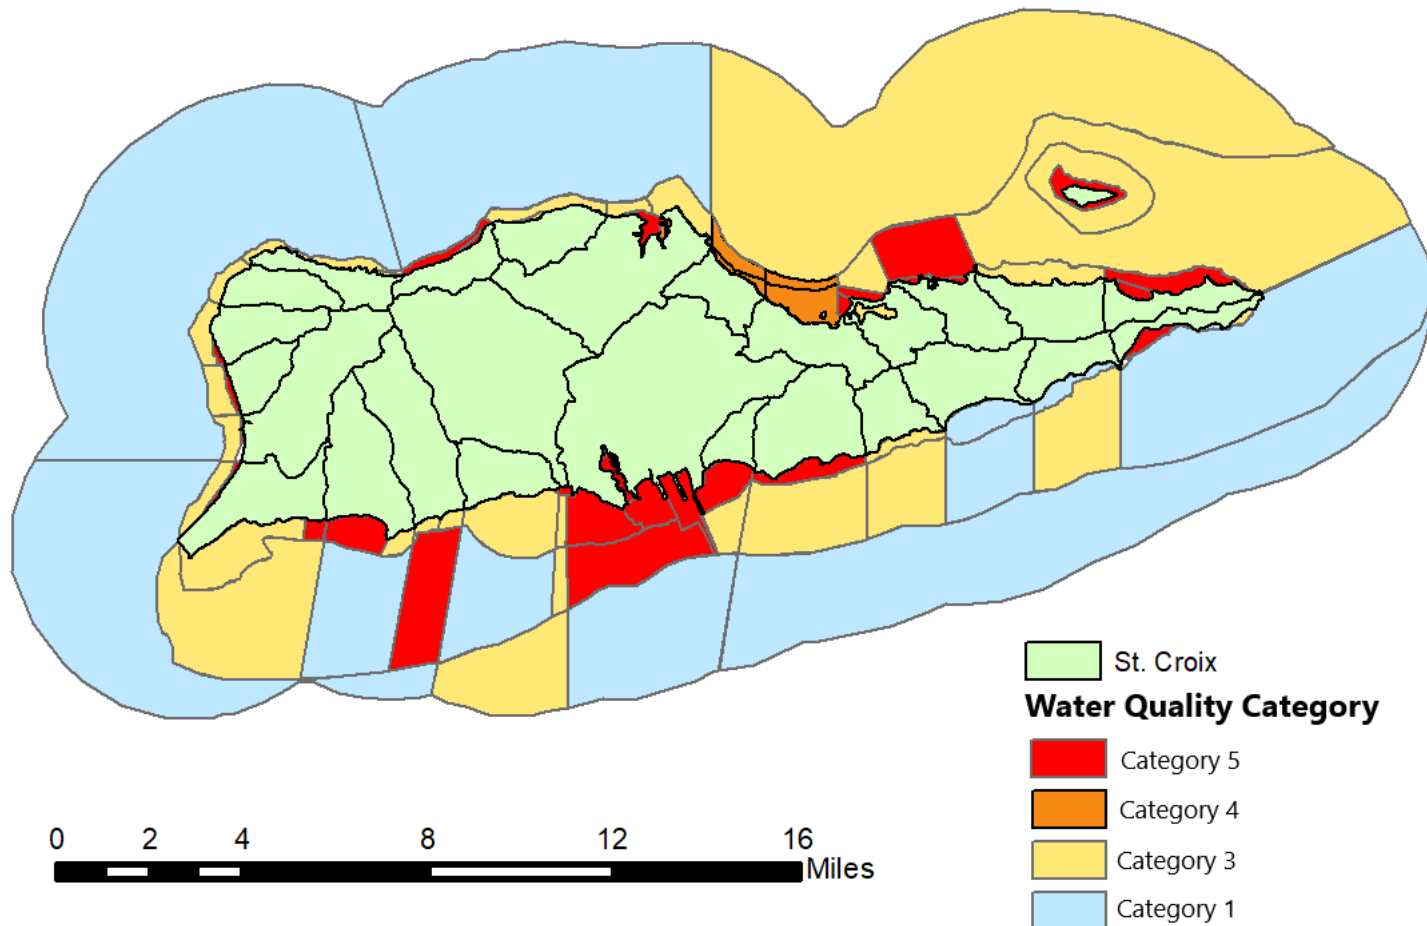 St. Croix
Water Quality Category
Category 5
Category 4
Category 3
Category 1
0 2 4 8 12 16
Miles